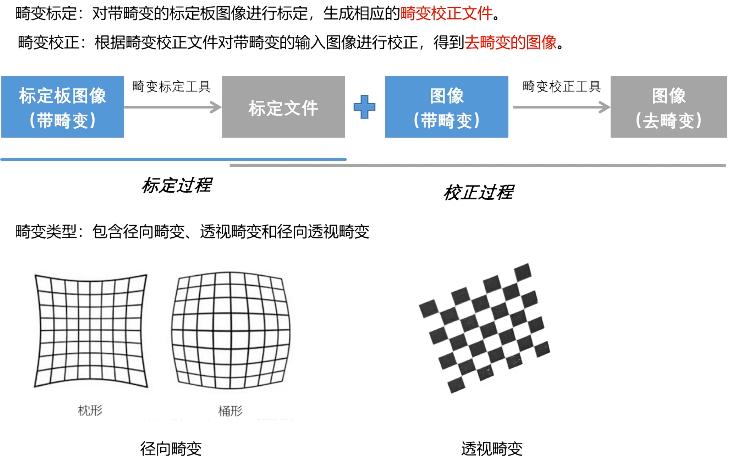 畸变标定：对带畸变的标定板图像进行标定，生成相应的畸变校正文件。
畸变校正：根据畸变校正文件对带畸变的输入图像进行校正，得到去畸变的图像。
标定板图像
（带畸变）
畸变标定工具
标定文件
图像
（带畸变）
畸变校正工具
图像
（去畸变）
标定过程
校正过程
畸变类型：包含径向畸变、透视畸变和径向透视畸变
枕形
桶形
径向畸变
透视畸变